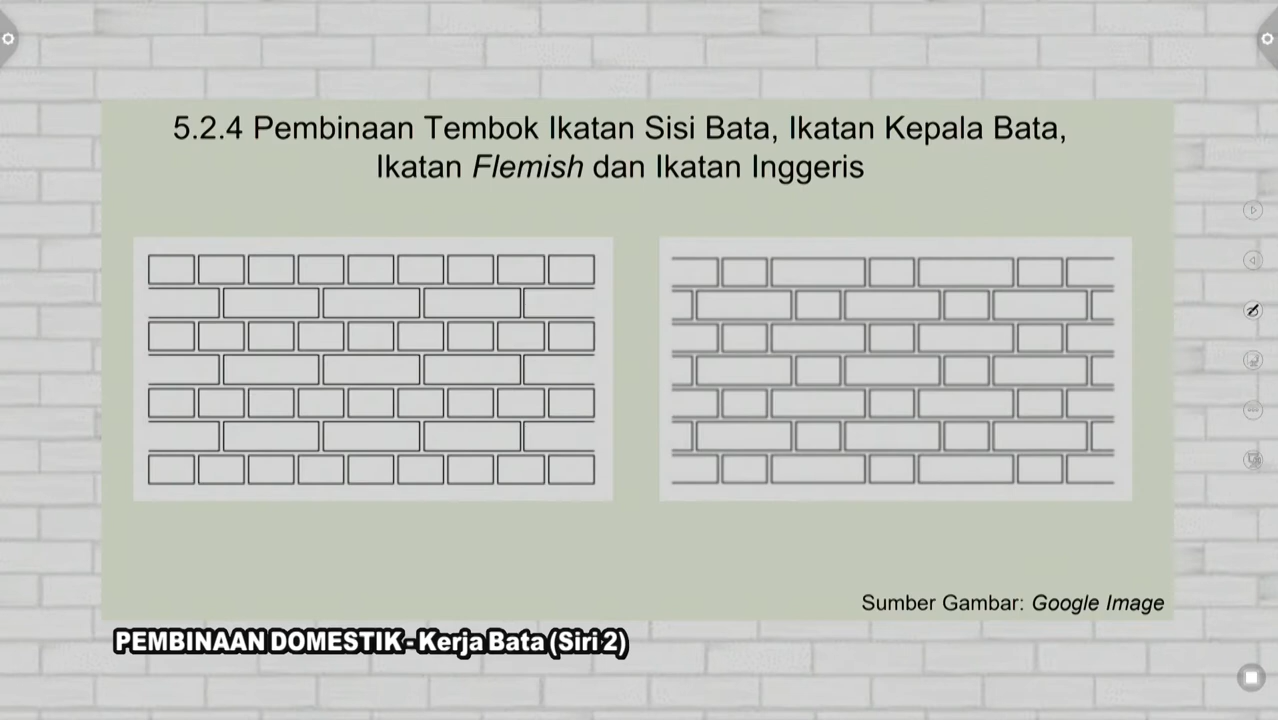 5.2.4 Pembinaan Tembok Ikatan Sisi Bata, Ikatan Kepala Bata,
Ikatan Flemish dan Ikatan Inggeris
Sumber Gambar: Google Image
PEMBINAAN DOMESTIK - Kerja Bata (Siri 2)